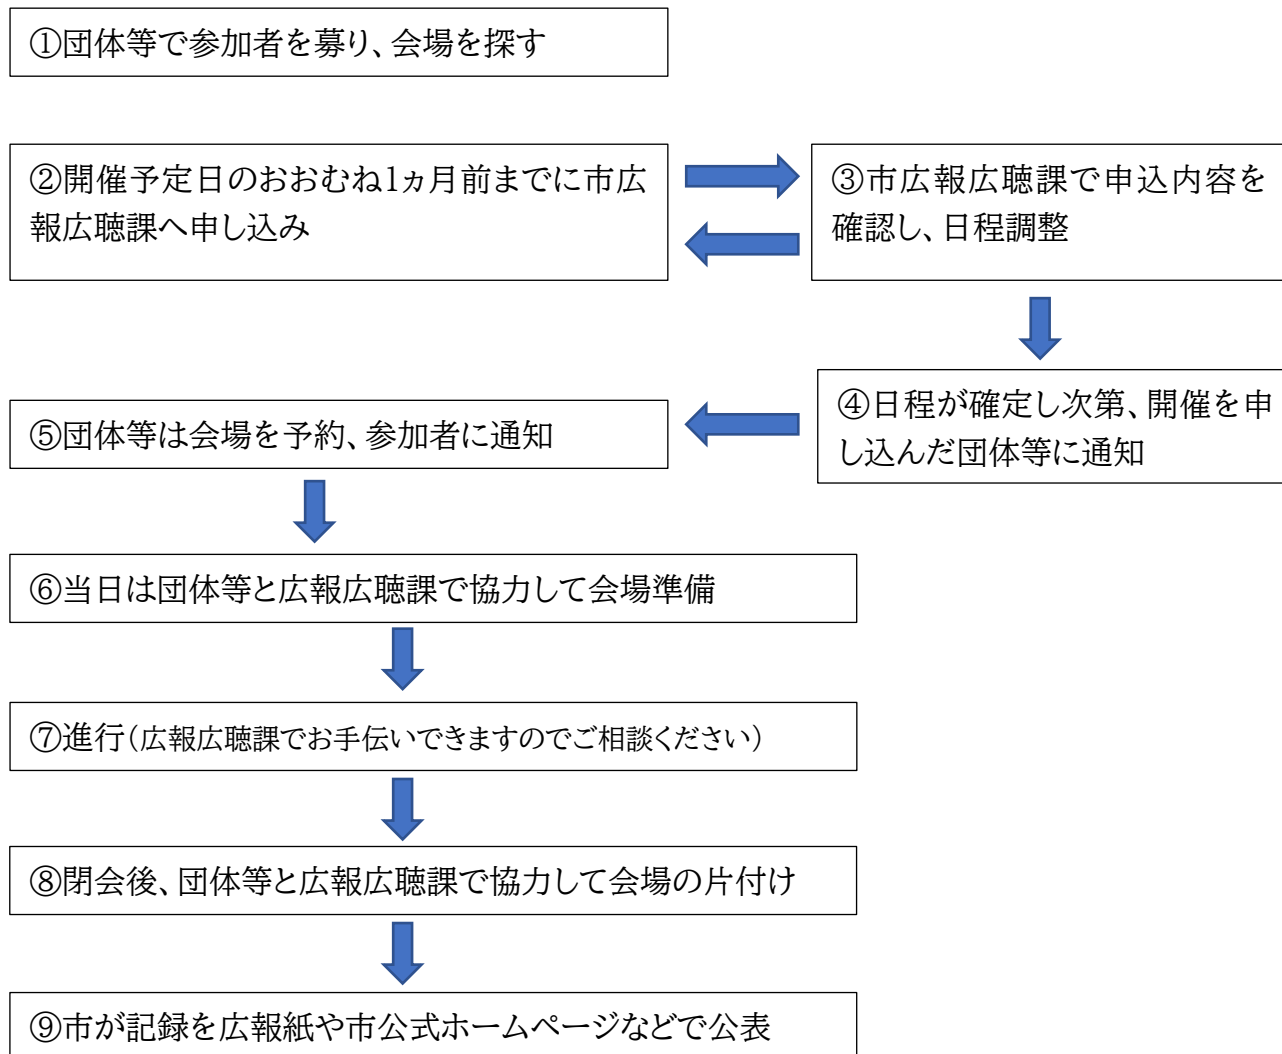 ①団体等で参加者を募り、会場を探す
②開催予定日のおおむね1ヵ月前までに市広
報広聴課へ申し込み
③市広報広聴課で申込内容を
確認し、日程調整
④日程が確定し次第、開催を申
し込んだ団体等に通知
⑤団体等は会場を予約、参加者に通知
⑥当日は団体等と広報広聴課で協力して会場準備
⑦進行(広報広聴課でお手伝いできますのでご相談ください)
⑧閉会後、団体等と広報広聴課で協力して会場の片付け
⑨市が記録を広報紙や市公式ホームページなどで公表